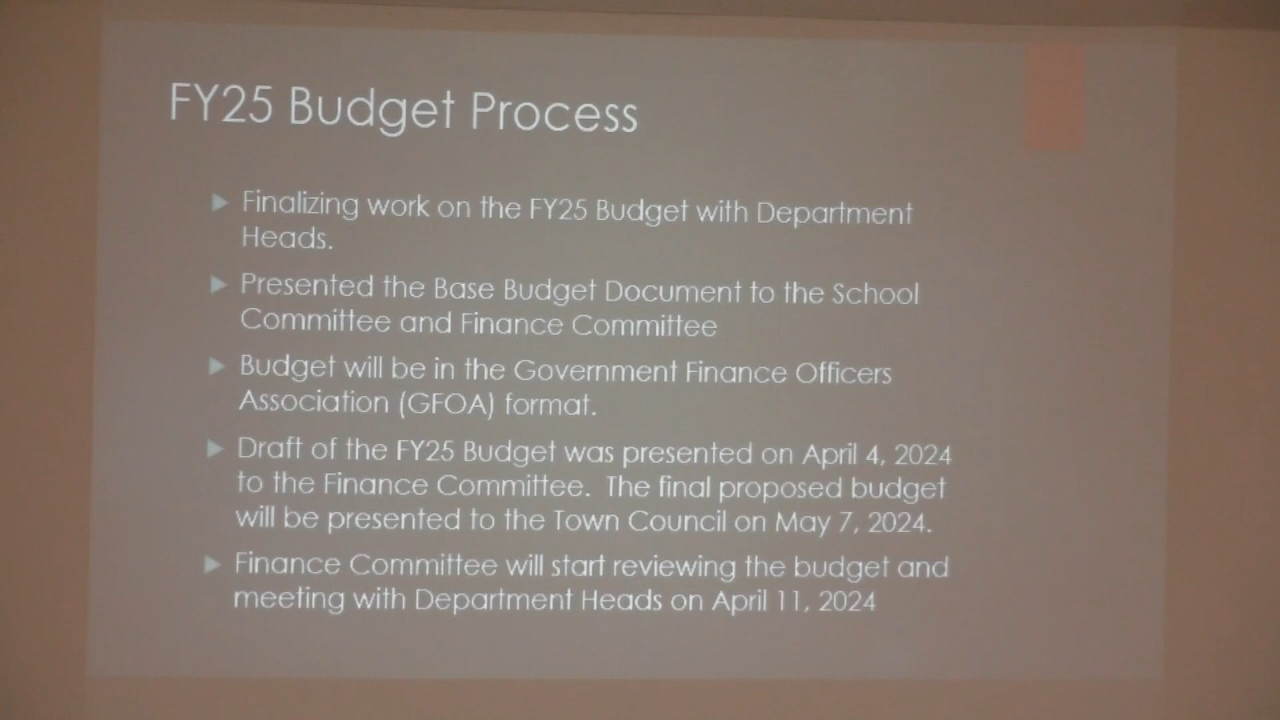 FY25 Budget Process
Finalizing work on the FY25 Budget with Department
Heads.
Presented the Base Budget Document to the School
Committee and Finance Committee
Budget will be in the Government Finance Officers
Association (GFOA) format.
Draft of the FY25 Budget was presented on April 4, 2024
to the Finance Committee.  The final proposed budget
will be presented to the Town Council on May 7, 2024.
Finance Committee will start reviewing the budget and
meeting with Department Heads on April 11, 2024